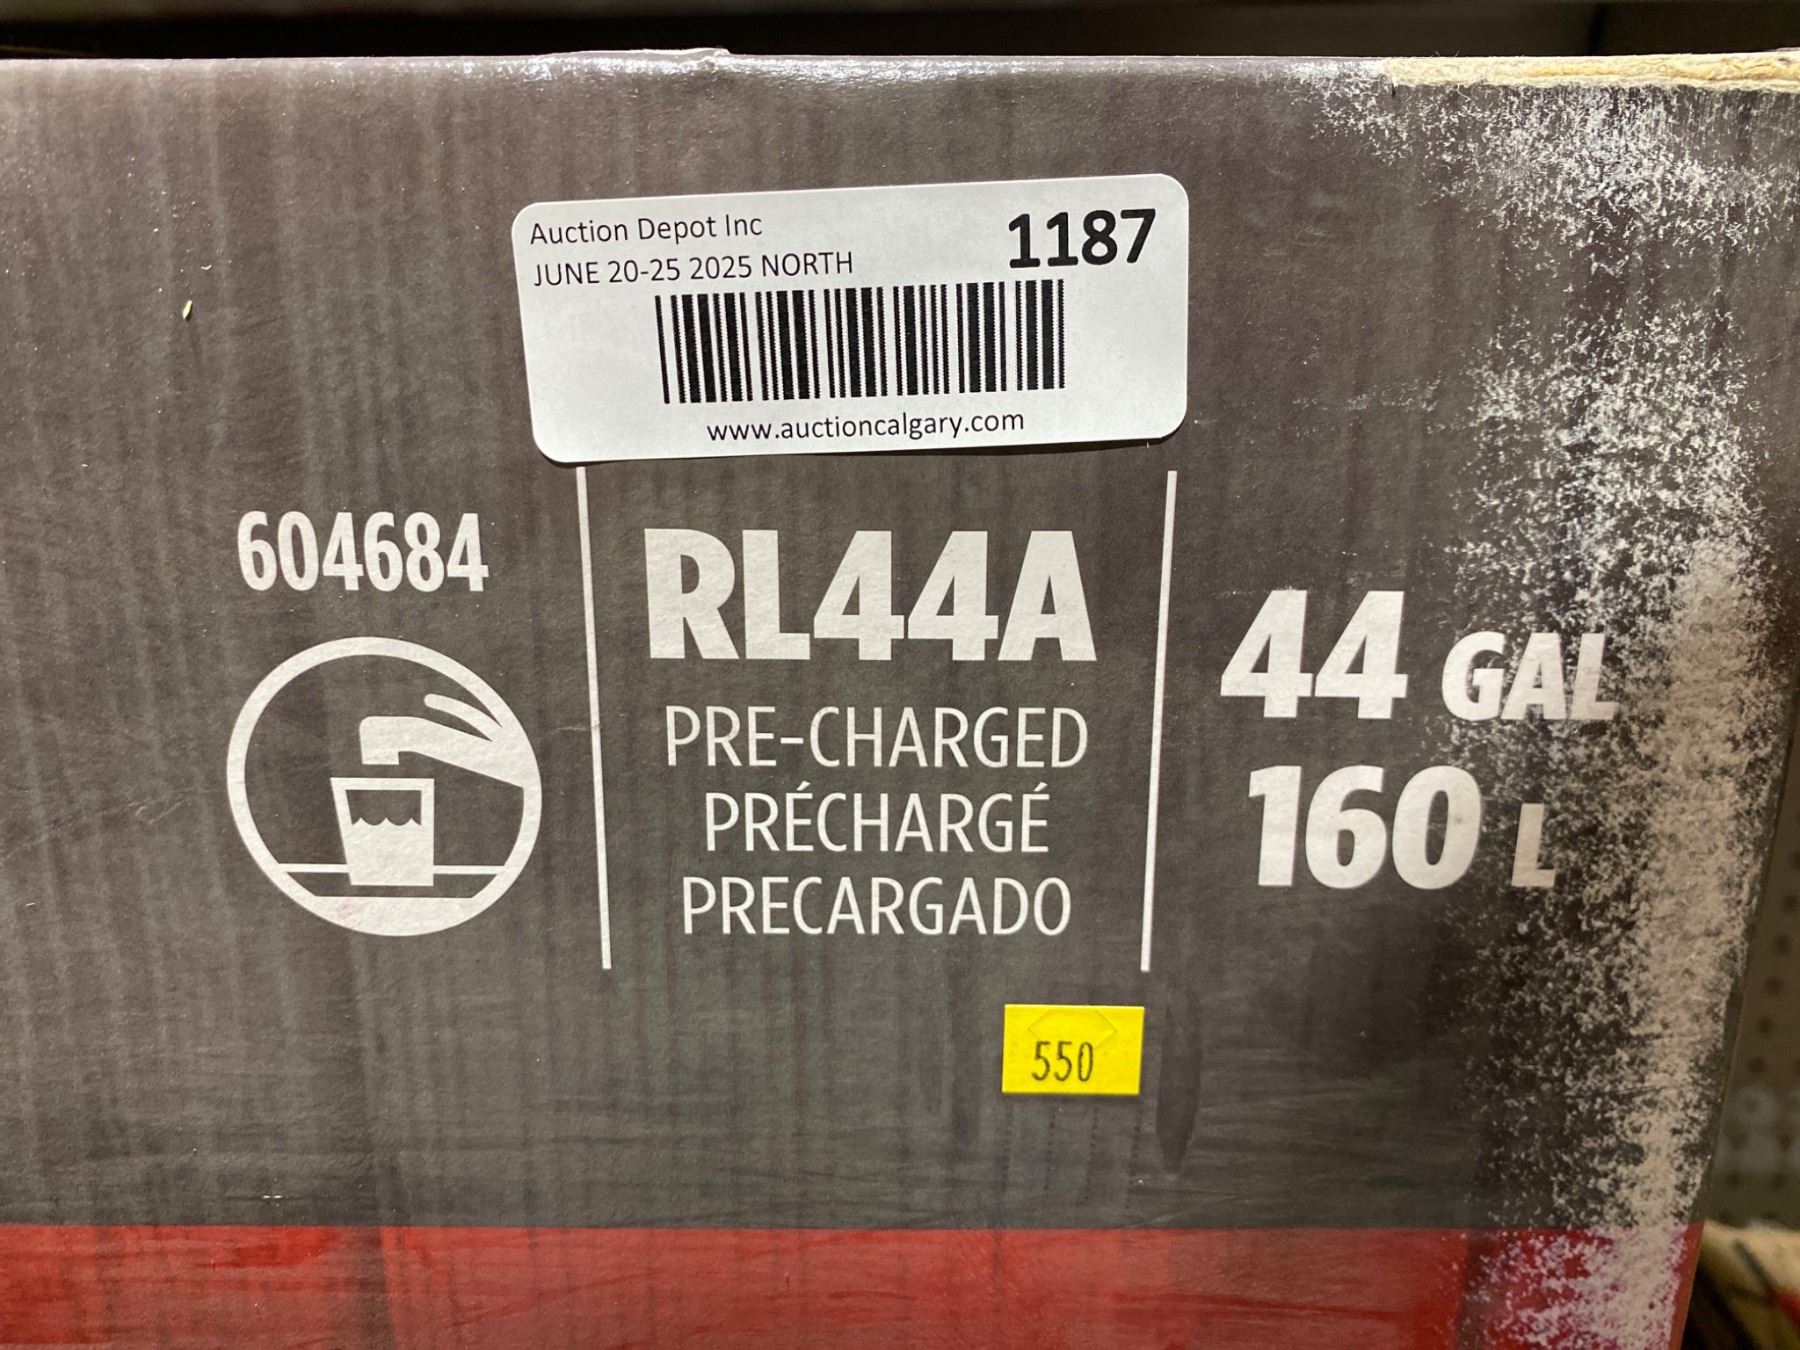 Auction Depot Inc
JUNE 20-25 2025 NORTH
1187
www.auctioncalgary.com
604684
RL44A
PRE-CHARGED
PRÉCHARGÉ
PRECARGADO
44 GAL
160 L
550